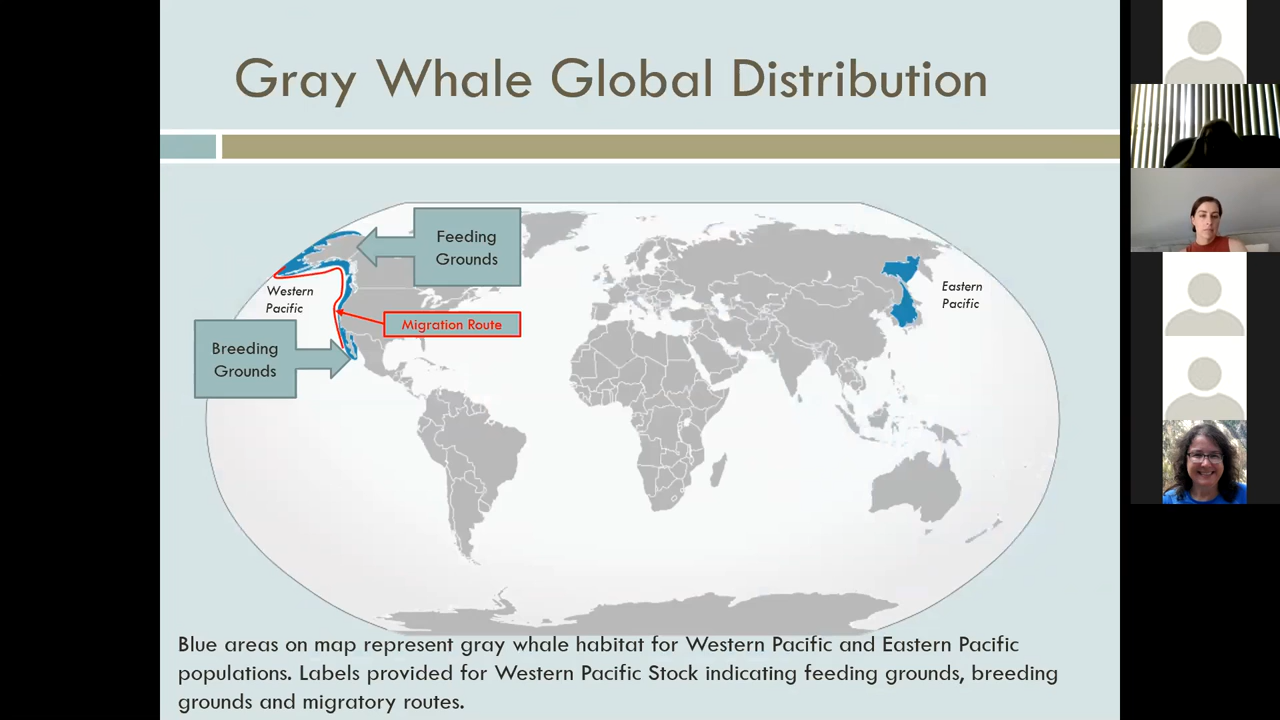 Gray Whale Global Distribution
Feeding
Grounds
Western
Pacific
Eastern
Pacific
Migration Route
Breeding
Grounds
Blue areas on map represent gray whale habitat for Western Pacific and Eastern Pacific
populations. Labels provided for Western Pacific Stock indicating feeding grounds, breeding
grounds and migratory routes.